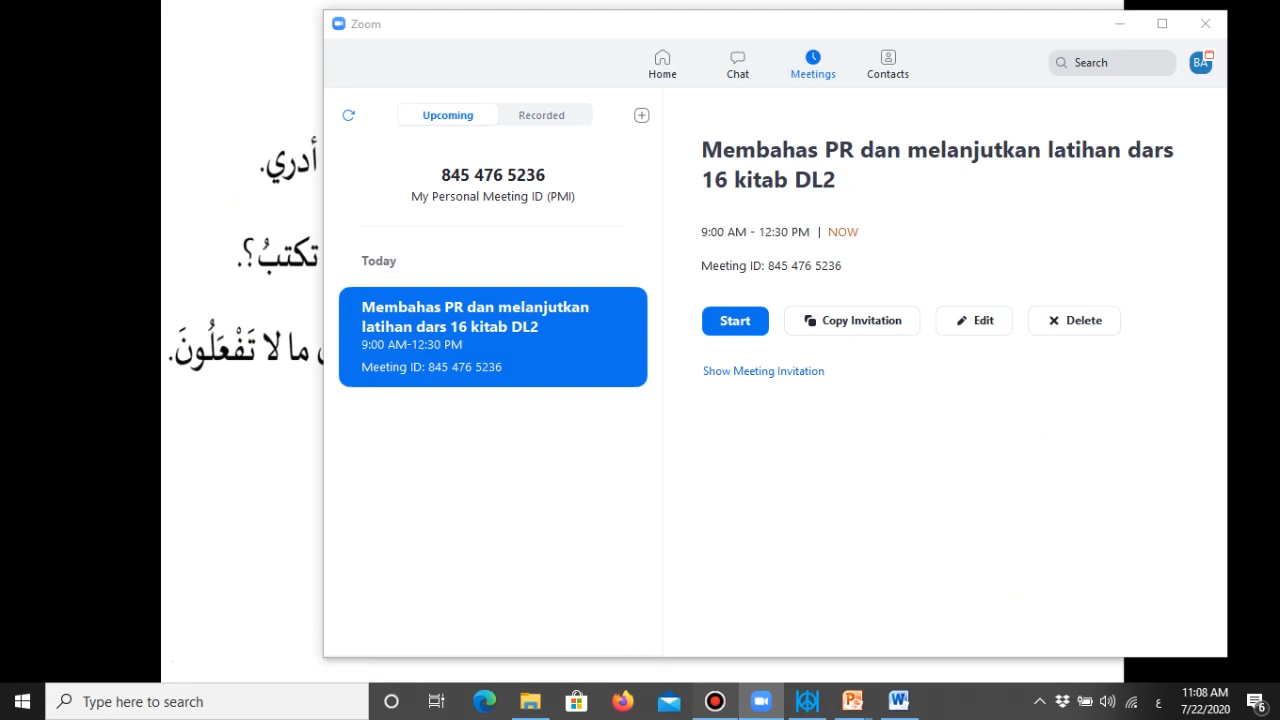 Zoom
Home
Chat
Meetings
Contacts
Search
BA
Upcoming
Recorded
845 476 5236
My Personal Meeting ID (PMI)
Today
Membahas PR dan melanjutkan
latihan dars 16 kitab DL2
9:00 AM-12:30 PM
Meeting ID: 845 476 5236
Membahas PR dan melanjutkan latihan dars
16 kitab DL2
9:00 AM - 12:30 PM | NOW
Meeting ID: 845 476 5236
Start
Copy Invitation
Edit
Delete
Show Meeting Invitation
أدري.
تكتبُ؟.
ما لا تَفْعَلُونَ.
Type here to search
ع
11:08 AM
7/22/2020
6